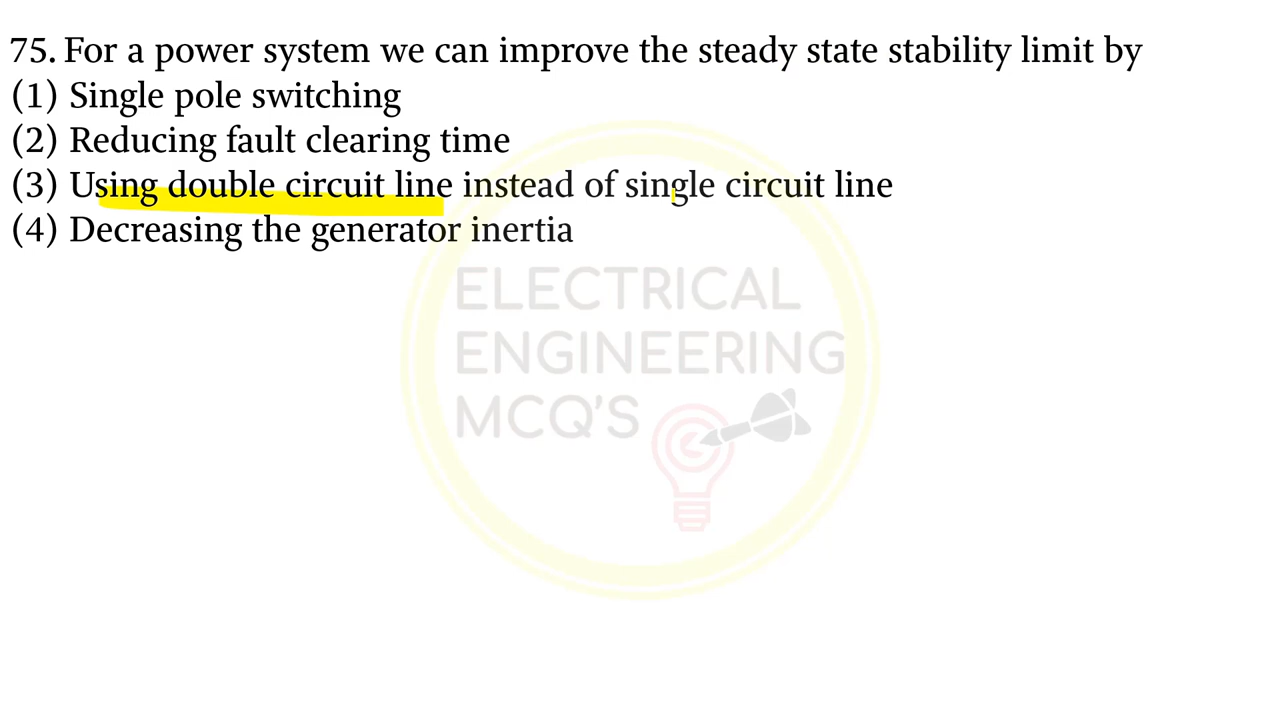 75. For a power system we can improve the steady state stability limit by
(1) Single pole switching
(2) Reducing fault clearing time
(3) Using double circuit line instead of single circuit line
(4) Decreasing the generator inertia
ELECTRICAL
ENGINEERING
MCQ'S